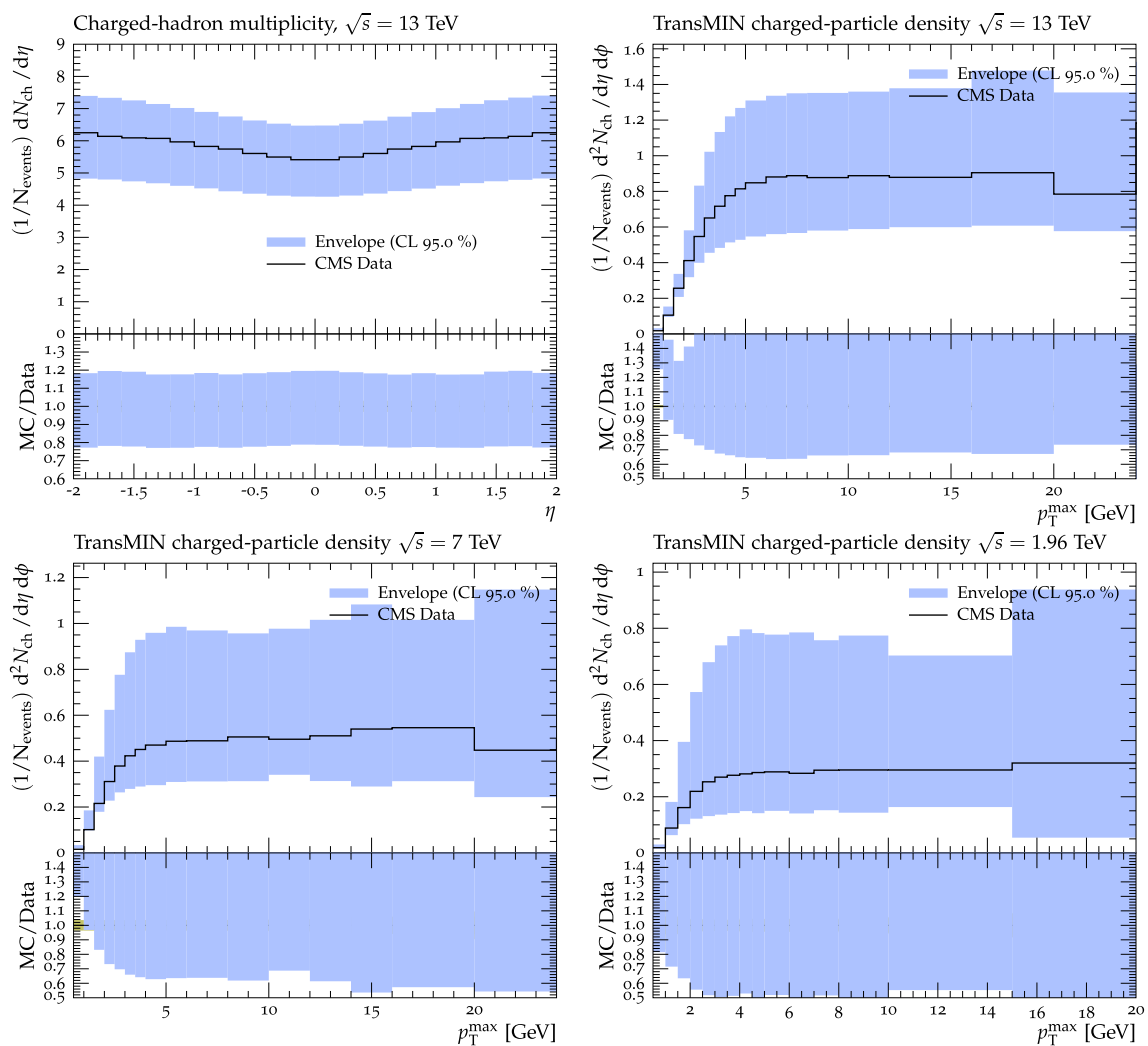 Charged-hadron multiplicity, √s = 13 TeV
(1/N_events) dN_ch/dη
9
8
7
6
5
4
3
2
1
0
Envelope (CL 95.0 %)
CMS Data
MC/Data
1.3
1.2
1.1
1.0
0.9
0.8
0.7
0.6
-2 -1.5 -1 -0.5 0 0.5 1 1.5 2
η
TransMIN charged-particle density √s = 13 TeV
(1/N_events) d²N_ch/dη dϕ
1.6
1.4
1.2
1.0
0.8
0.6
0.4
0.2
0
Envelope (CL 95.0 %)
CMS Data
MC/Data
1.4
1.3
1.2
1.1
1.0
0.9
0.8
0.7
0.6
0.5
5 10 15 20
p_T^max [GeV]
TransMIN charged-particle density √s = 7 TeV
(1/N_events) d²N_ch/dη dϕ
1.2
1
0.8
0.6
0.4
0.2
0
Envelope (CL 95.0 %)
CMS Data
MC/Data
1.4
1.3
1.2
1.1
1.0
0.9
0.8
0.7
0.6
0.5
5 10 15 20
p_T^max [GeV]
TransMIN charged-particle density √s = 1.96 TeV
(1/N_events) d²N_ch/dη dϕ
1
0.8
0.6
0.4
0.2
0
Envelope (CL 95.0 %)
CMS Data
MC/Data
1.4
1.3
1.2
1.1
1.0
0.9
0.8
0.7
0.6
0.5
2 4 6 8 10 12 14 16 18 20
p_T^max [GeV]